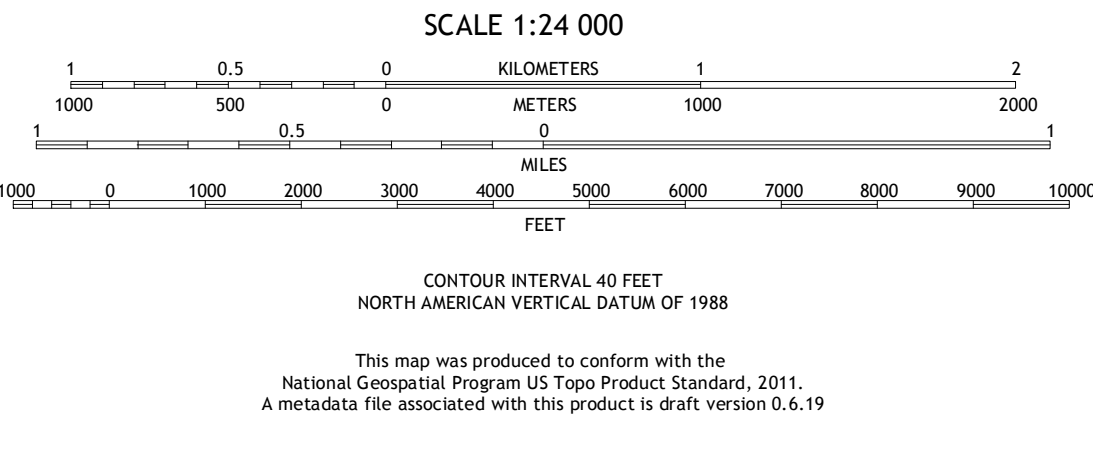 SCALE 1:24 000
1 0.5 0 KILOMETERS 1 2
1000 500 0 METERS 1000 2000
1 0.5 0 1
MILES
1000 0 1000 2000 3000 4000 5000 6000 7000 8000 9000 10000
FEET
CONTOUR INTERVAL 40 FEET
NORTH AMERICAN VERTICAL DATUM OF 1988
This map was produced to conform with the
National Geospatial Program US Topo Product Standard, 2011.
A metadata file associated with this product is draft version 0.6.19